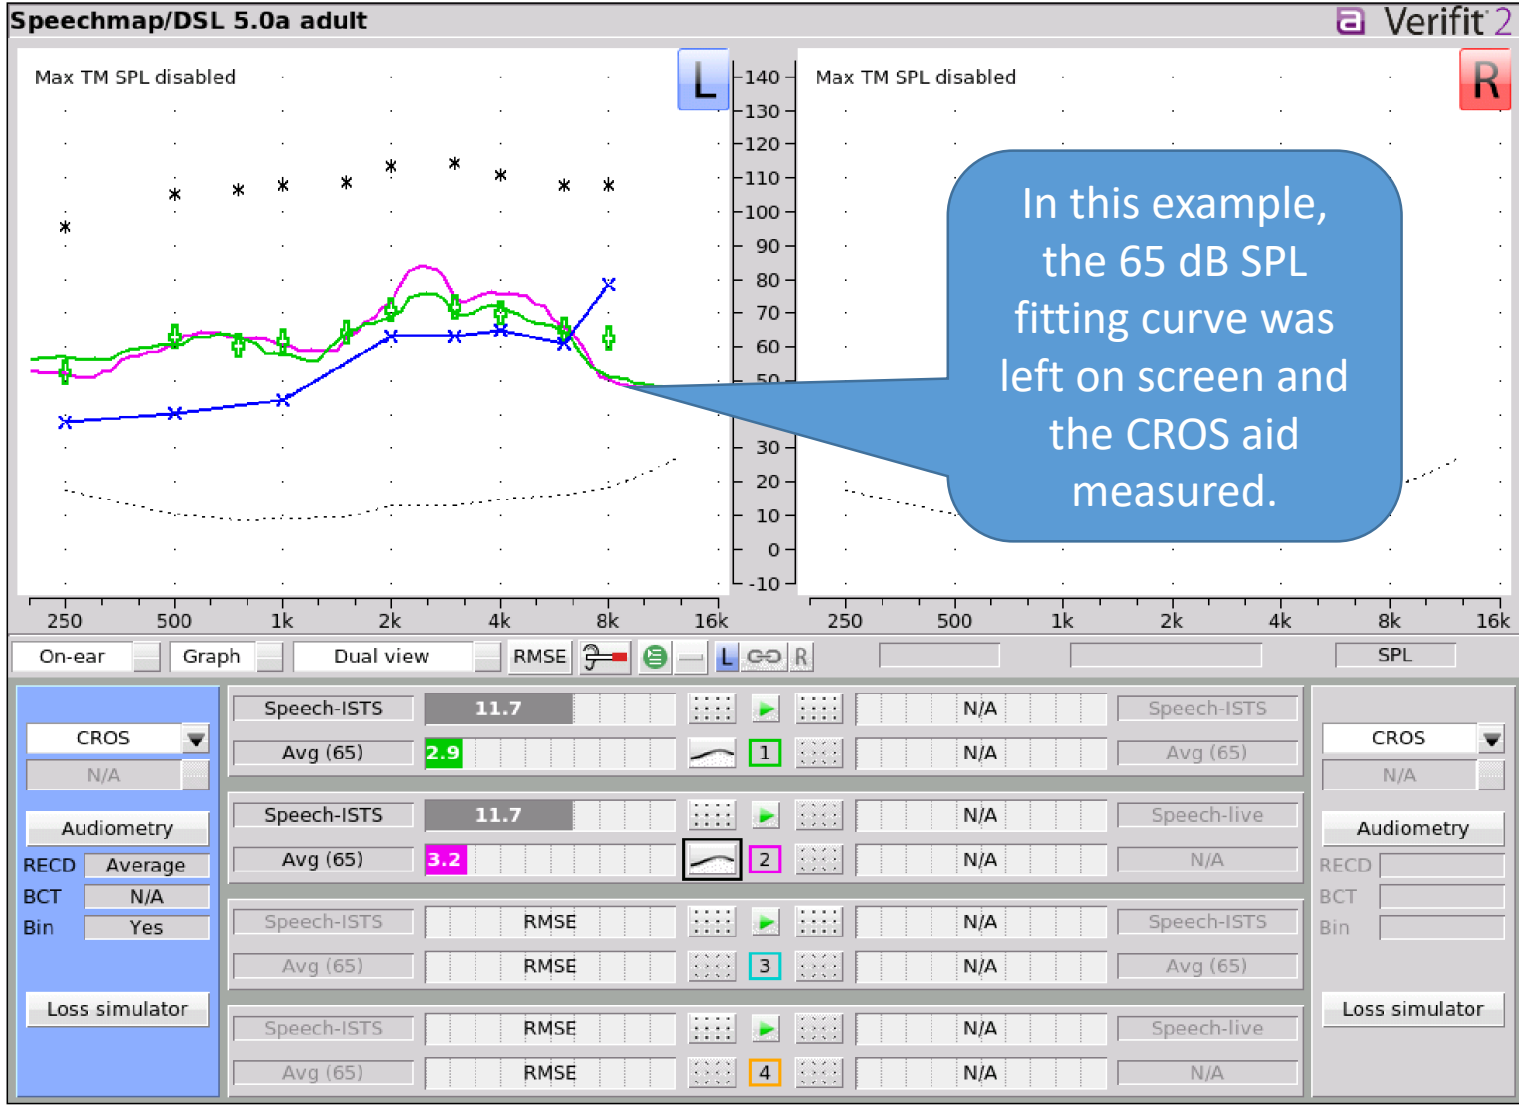 Speechmap/DSL 5.0a adult
a Verifit 2
Max TM SPL disabled
L
Max TM SPL disabled
R
140
130
120
110
100
90
80
70
60
50
30
20
10
0
-10
In this example,
the 65 dB SPL
fitting curve was
left on screen and
the CROS aid
measured.
250 500 1k 2k 4k 8k 16k
250 500 1k 2k 4k 8k 16k
On-ear Graph Dual view RMSE L R SPL
CROS
N/A
Audiometry
RECD Average
BCT N/A
Bin Yes
Loss simulator
Speech-ISTS 11.7 N/A Speech-ISTS
Avg (65) 2.9 1 N/A Avg (65)
Speech-ISTS 11.7 N/A Speech-live
Avg (65) 3.2 2 N/A N/A
Speech-ISTS RMSE N/A Speech-ISTS
Avg (65) RMSE 3 N/A Avg (65)
Speech-ISTS RMSE N/A Speech-live
Avg (65) RMSE 4 N/A N/A
CROS
N/A
Audiometry
RECD
BCT
Bin
Loss simulator